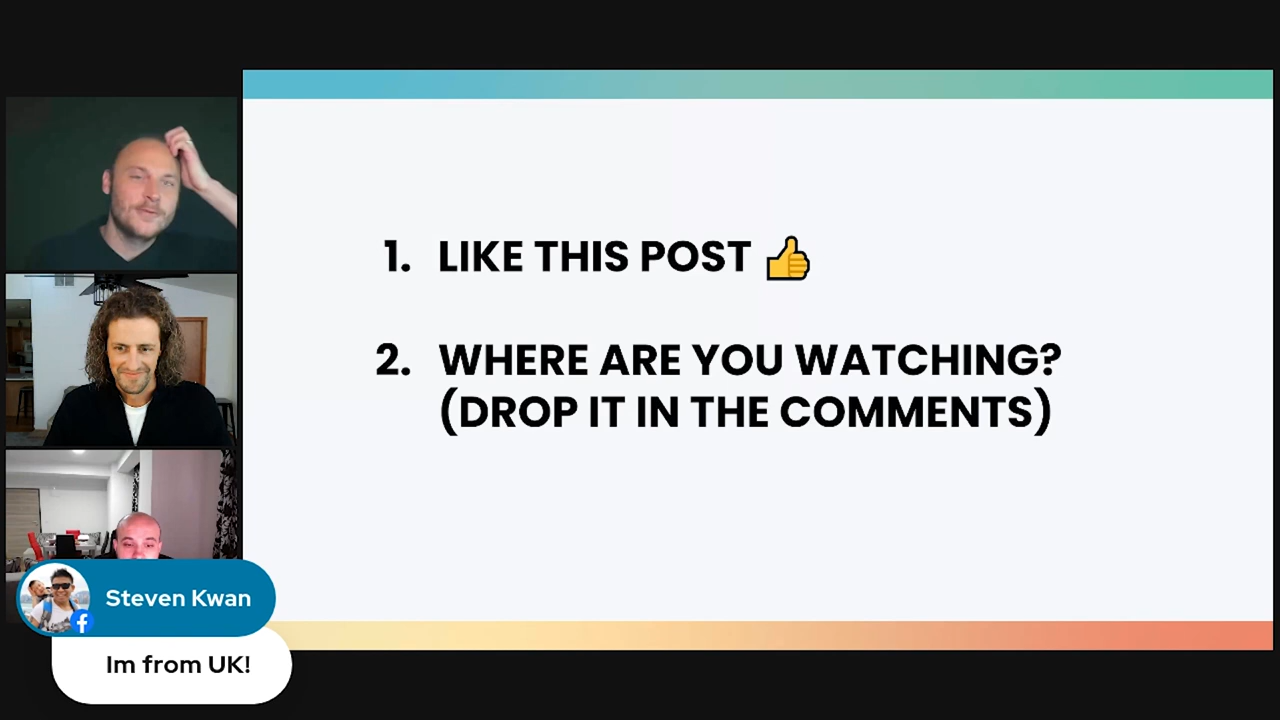 1. LIKE THIS POST 👍
2. WHERE ARE YOU WATCHING?
(DROP IT IN THE COMMENTS)
Steven Kwan
Im from UK!